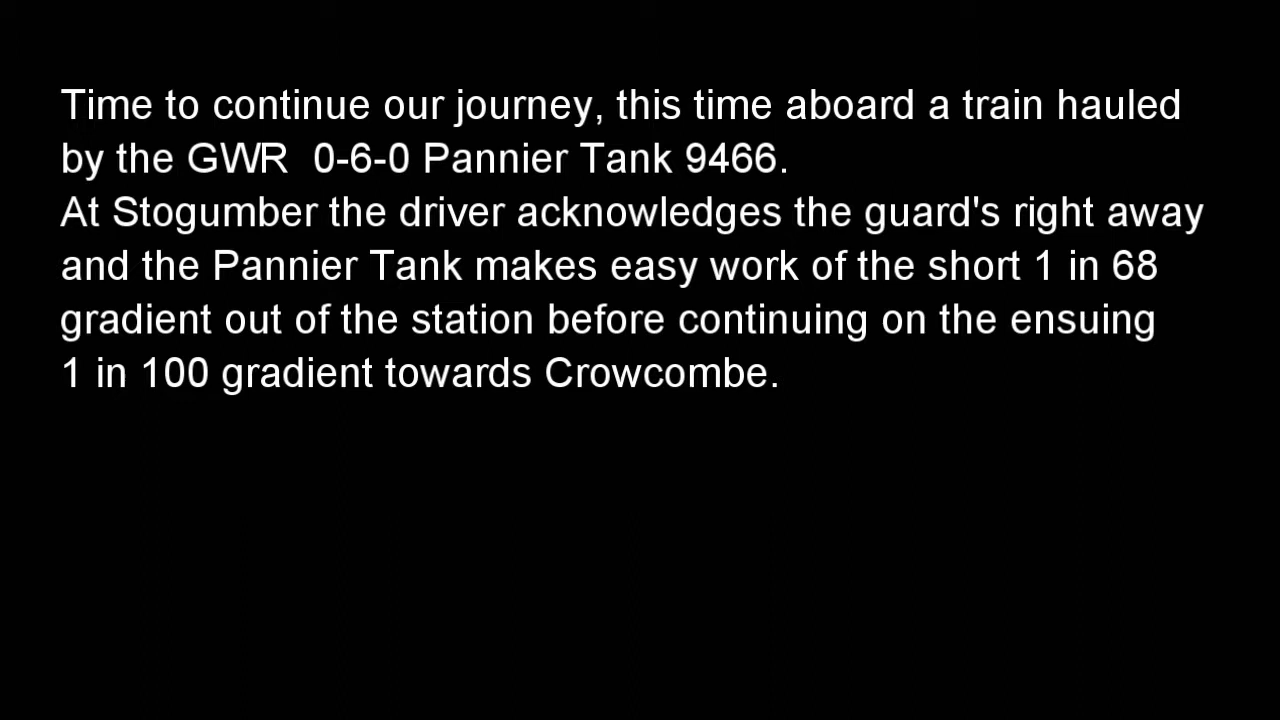 Time to continue our journey, this time aboard a train hauled
by the GWR  0-6-0 Pannier Tank 9466.
At Stogumber the driver acknowledges the guard's right away
and the Pannier Tank makes easy work of the short 1 in 68
gradient out of the station before continuing on the ensuing
1 in 100 gradient towards Crowcombe.